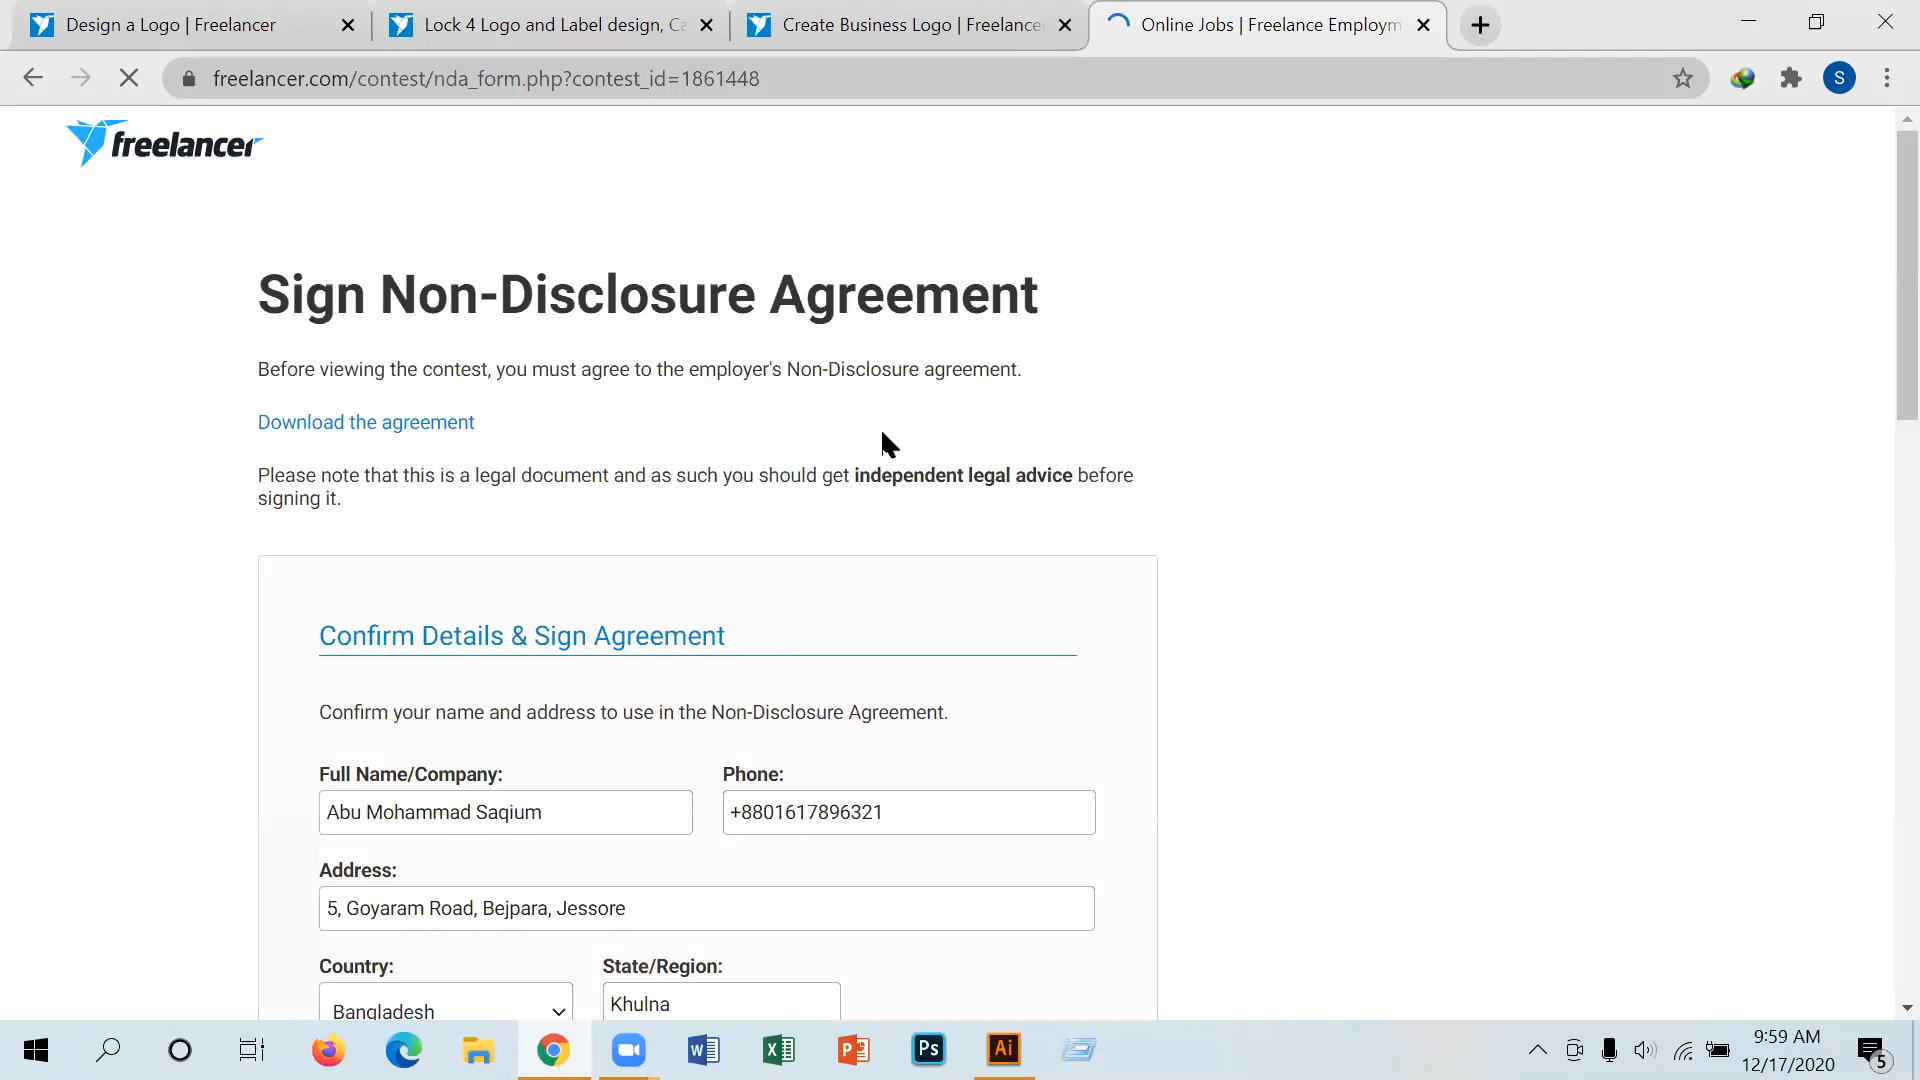 Design a Logo | Freelancer
Lock 4 Logo and Label design, Ca
Create Business Logo | Freelancer
Online Jobs | Freelance Employm
freelancer.com/contest/nda_form.php?contest_id=1861448
S
freelancer
Sign Non-Disclosure Agreement
Before viewing the contest, you must agree to the employer's Non-Disclosure agreement.
Download the agreement
Please note that this is a legal document and as such you should get independent legal advice before
signing it.
Confirm Details & Sign Agreement
Confirm your name and address to use in the Non-Disclosure Agreement.
Full Name/Company:
Phone:
Abu Mohammad Saqium
+8801617896321
Address:
5, Goyaram Road, Bejpara, Jessore
Country:
State/Region:
Bangladesh
Khulna
Ps
Ai
9:59 AM
12/17/2020
5